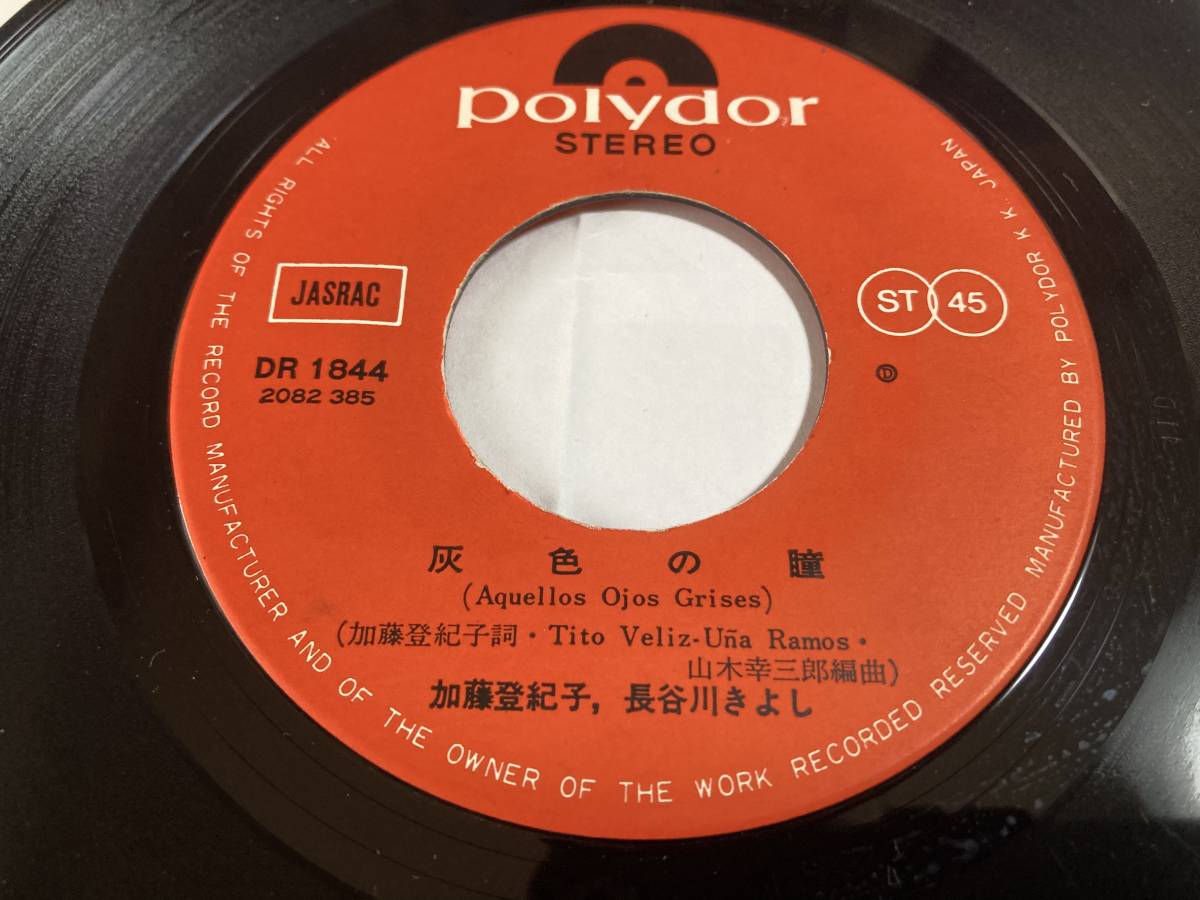 polydor
STEREO
JASRAC
ST 45
DR 1844
2082 385
Ⓓ
灰色の瞳
(Aquellos Ojos Grises)
(加藤登紀子詞・Tito Veliz-Uña Ramos・
山木幸三郎編曲)
加藤登紀子, 長谷川きよし
ALL RIGHTS OF THE RECORD MANUFACTURER AND OF THE OWNER OF THE WORK RECORDED RESERVED MANUFACTURED BY POLYDOR K.K. JAPAN